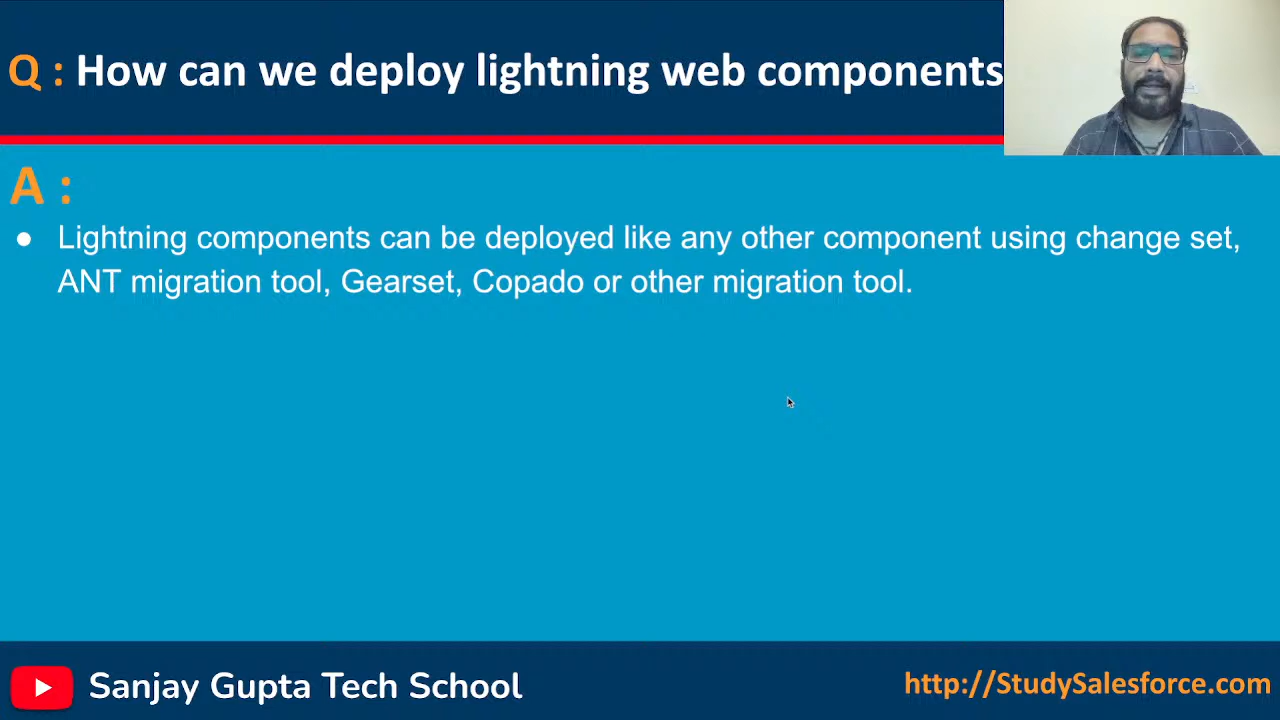 Q : How can we deploy lightning web components
A :
● Lightning components can be deployed like any other component using change set,
ANT migration tool, Gearset, Copado or other migration tool.
Sanjay Gupta Tech School
http://StudySalesforce.com